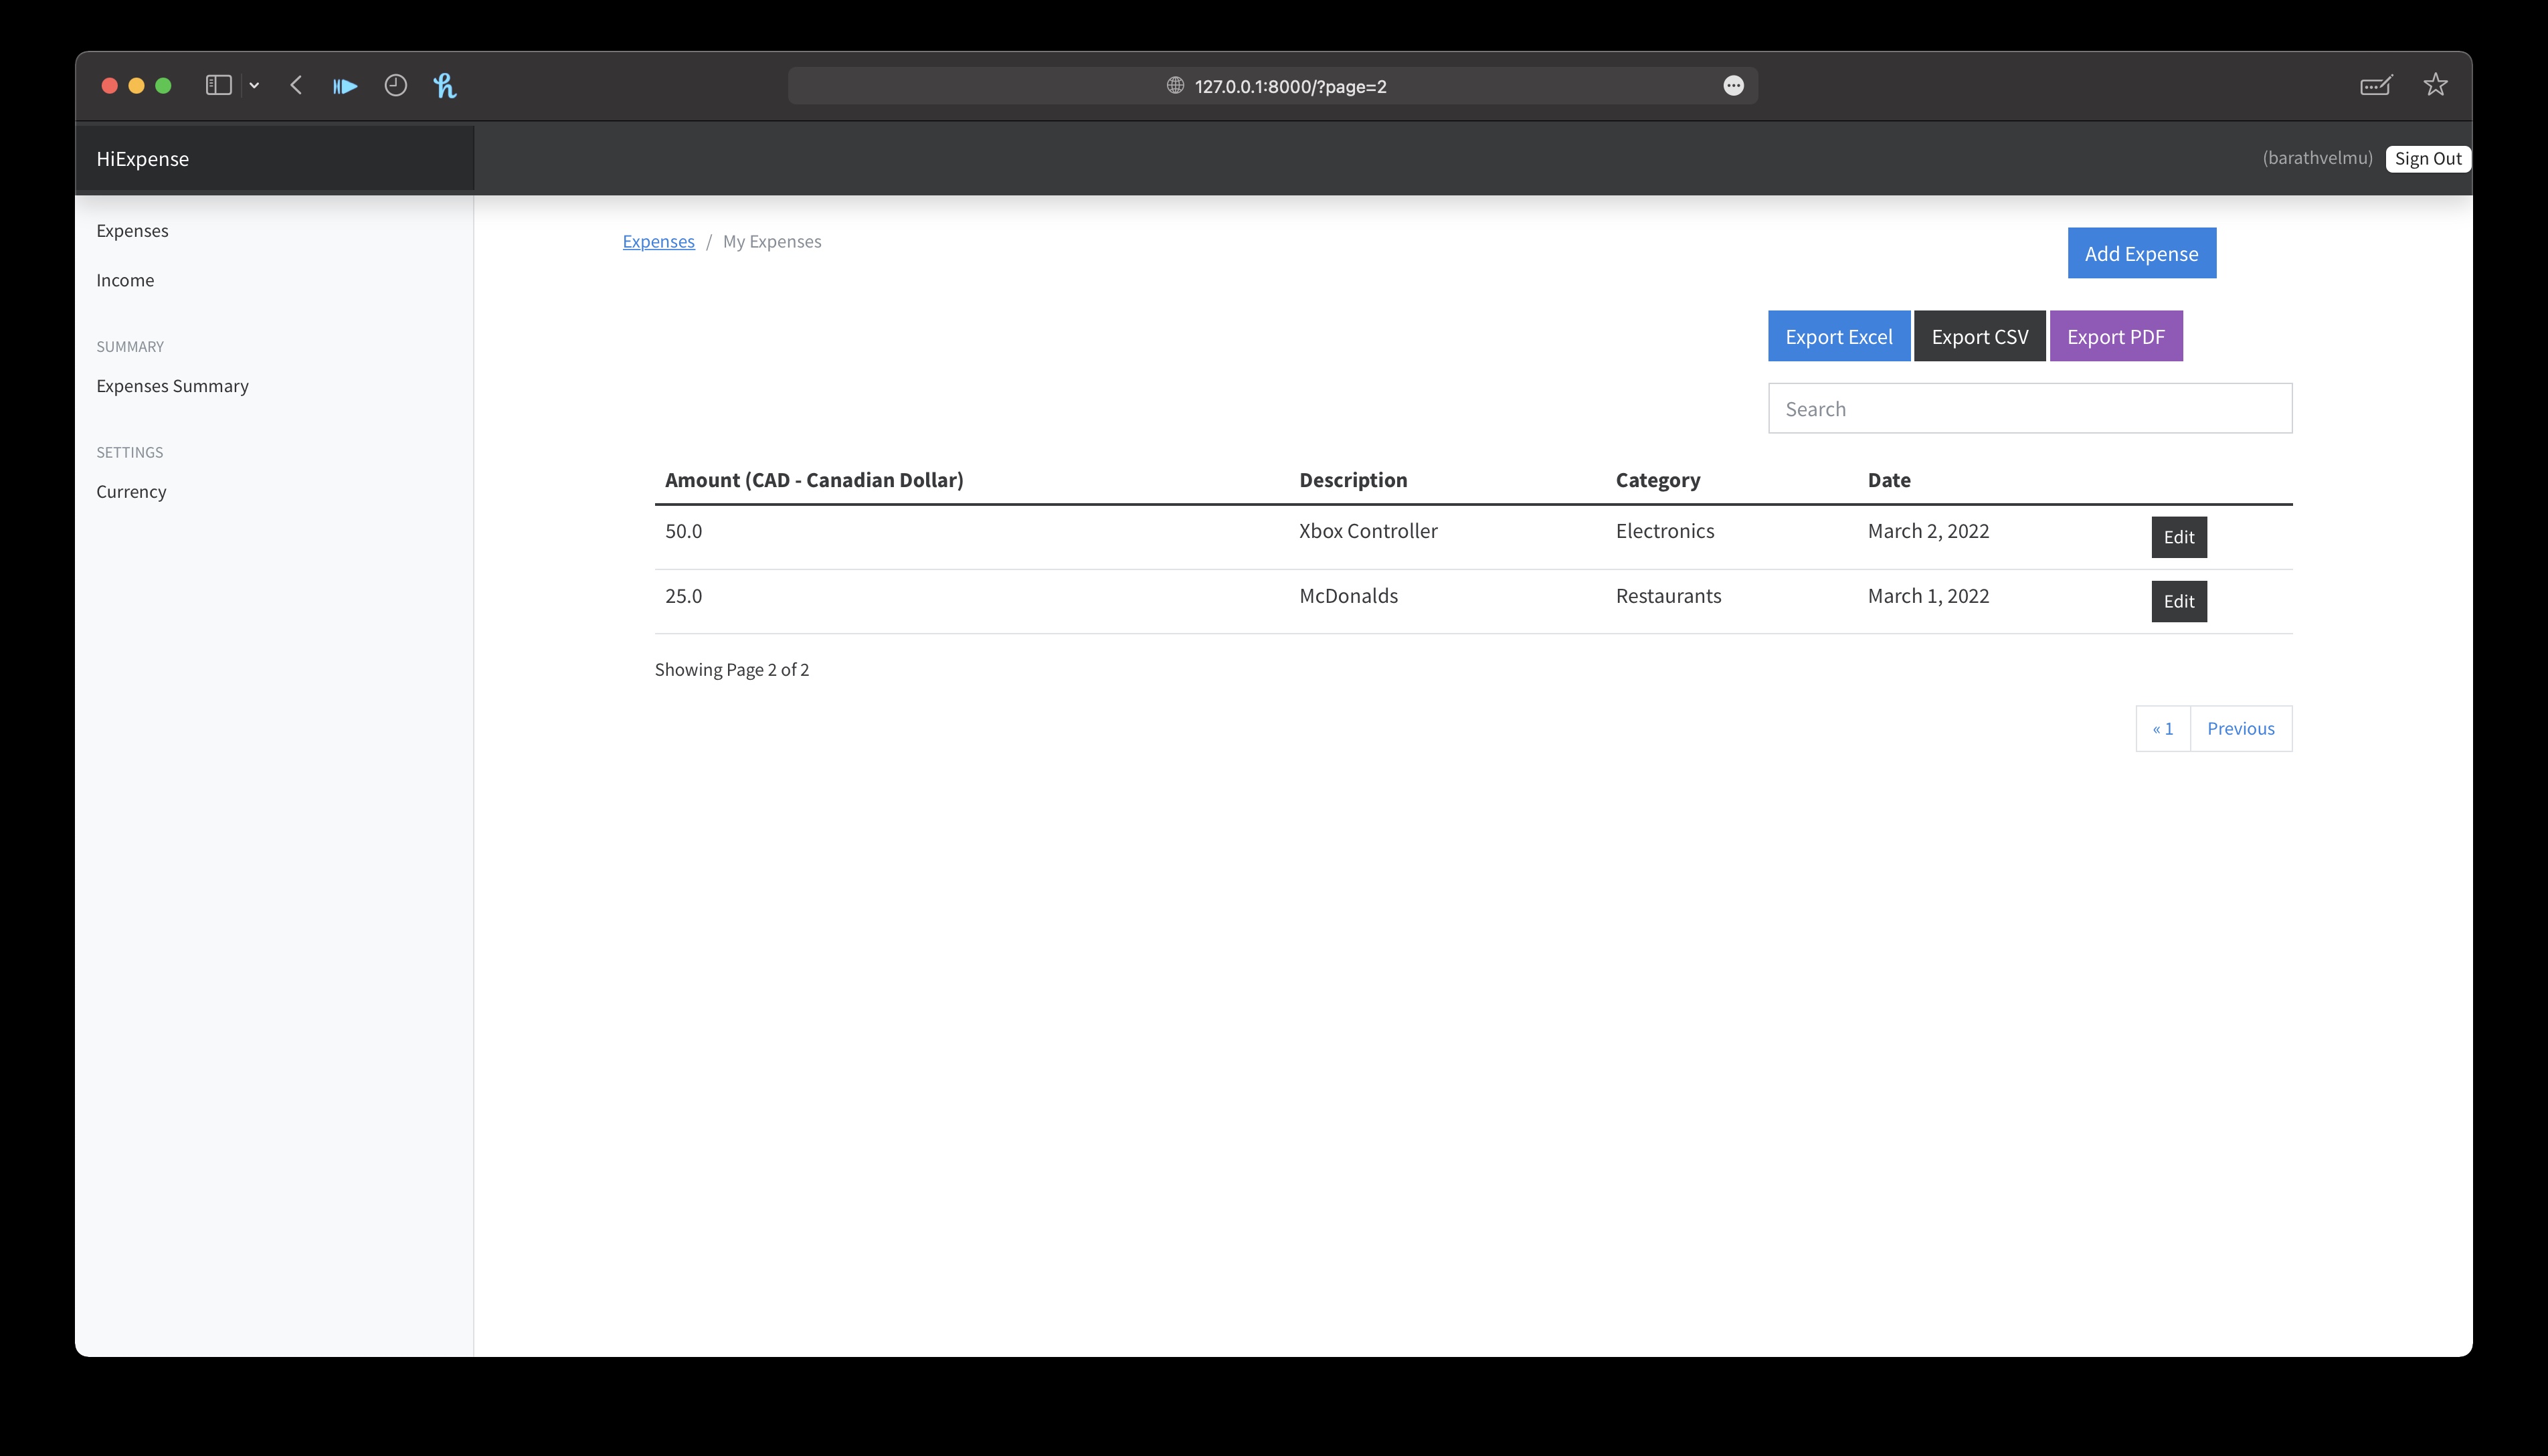 127.0.0.1:8000/?page=2
HiExpense
(barathvelmu) Sign Out
Expenses
Income
SUMMARY
Expenses Summary
SETTINGS
Currency
Expenses / My Expenses
Add Expense
Export Excel Export CSV Export PDF
Search
Amount (CAD - Canadian Dollar) Description Category Date
50.0 Xbox Controller Electronics March 2, 2022 Edit
25.0 McDonalds Restaurants March 1, 2022 Edit
Showing Page 2 of 2
« 1 Previous